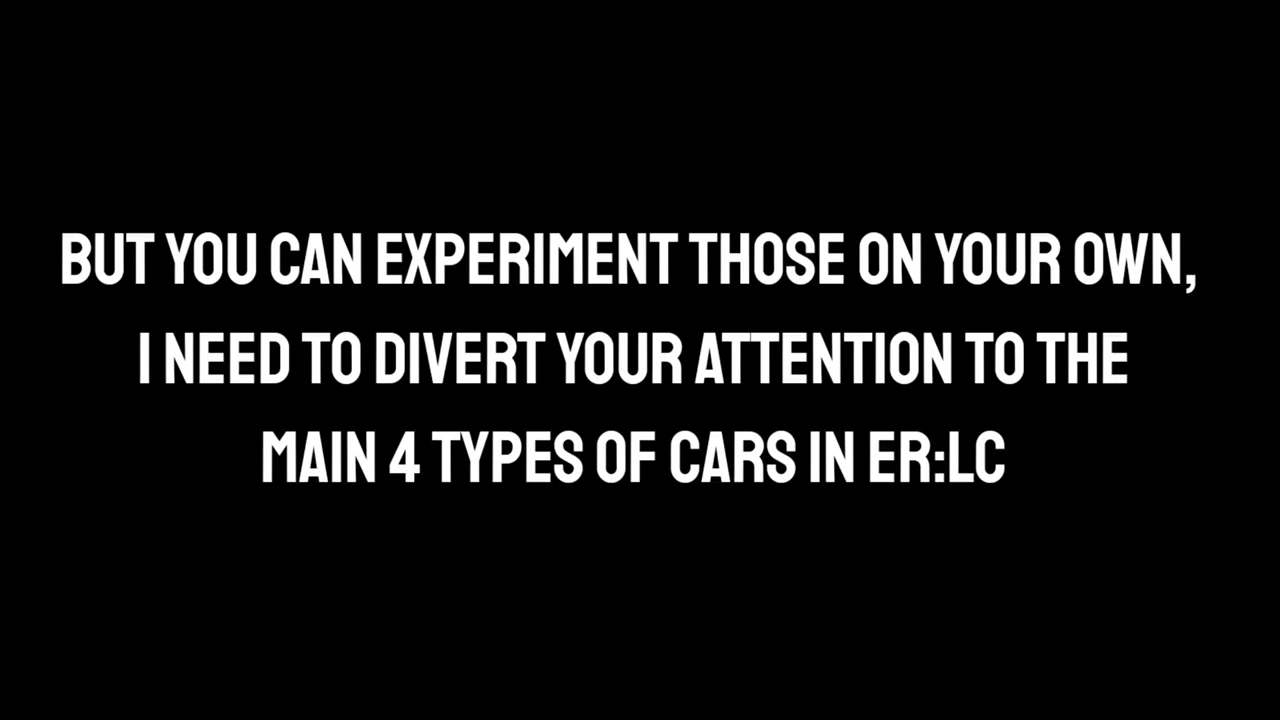 BUT YOU CAN EXPERIMENT THOSE ON YOUR OWN,
I NEED TO DIVERT YOUR ATTENTION TO THE
MAIN 4 TYPES OF CARS IN ER:LC